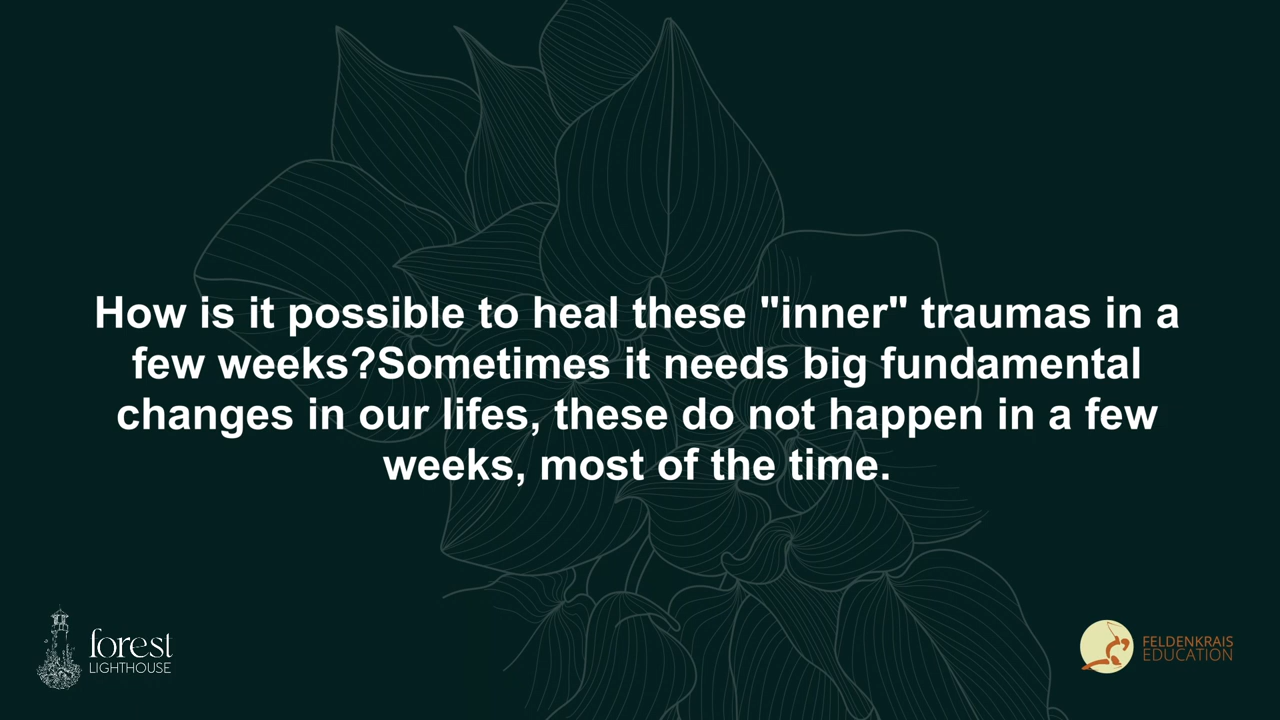 How is it possible to heal these "inner" traumas in a
few weeks?Sometimes it needs big fundamental
changes in our lifes, these do not happen in a few
weeks, most of the time.
forest
LIGHTHOUSE
FELDENKRAIS
EDUCATION